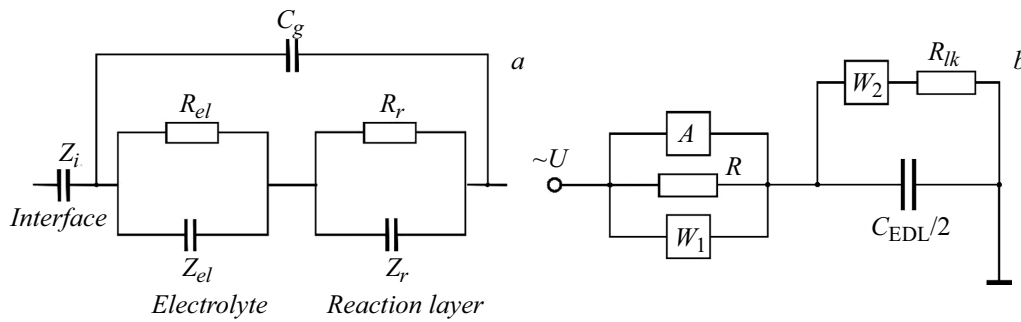 C_g
a
R_el
R_r
Z_i
Interface
Z_el
Z_r
Electrolyte
Reaction layer
b
W_2
R_lk
A
~U
R
W_1
C_EDL/2